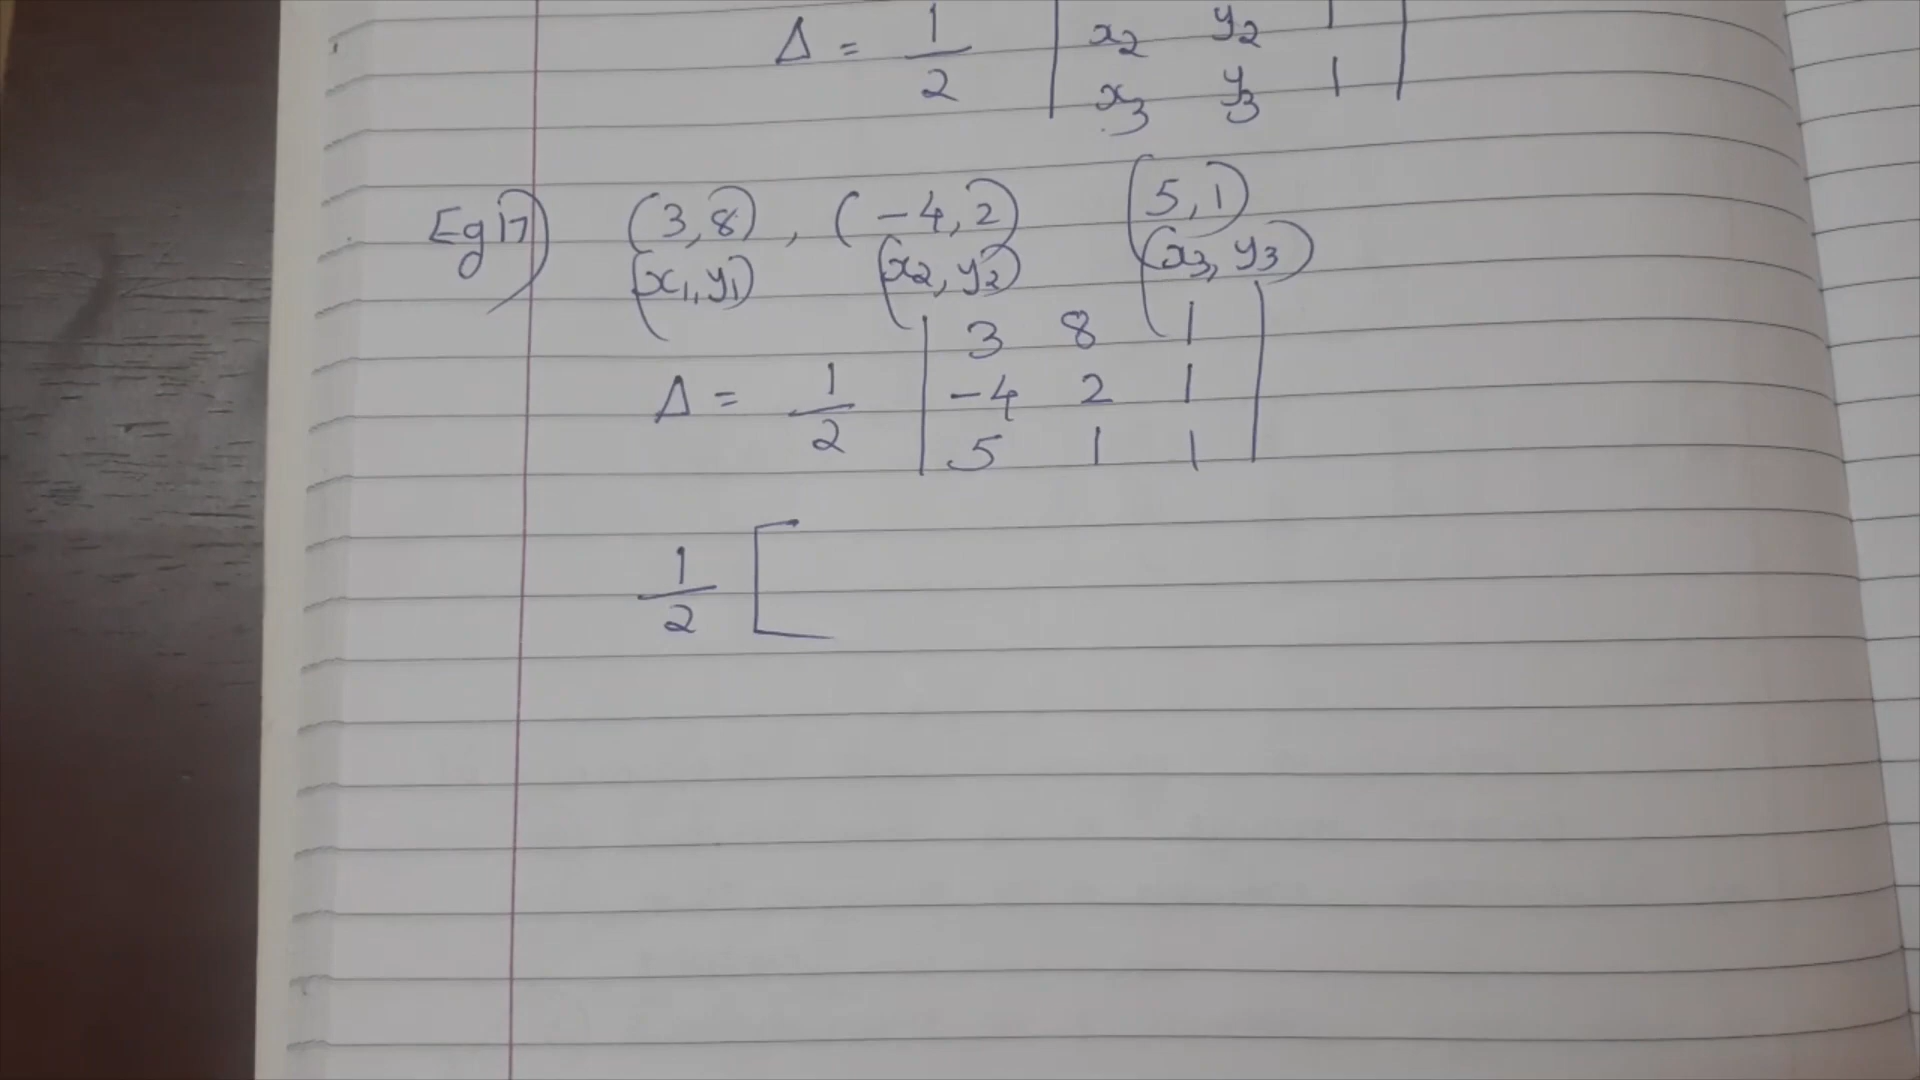 Δ = 1/2 | x₂ y₂ 1 |
| x₃ y₃ 1 |
Eg 17) (3,8), (-4,2) (5,1)
(x₁,y₁) (x₂,y₂) (x₃,y₃)
| 3 8 1 |
Δ = 1/2 | -4 2 1 |
| 5 1 1 |
1/2 [